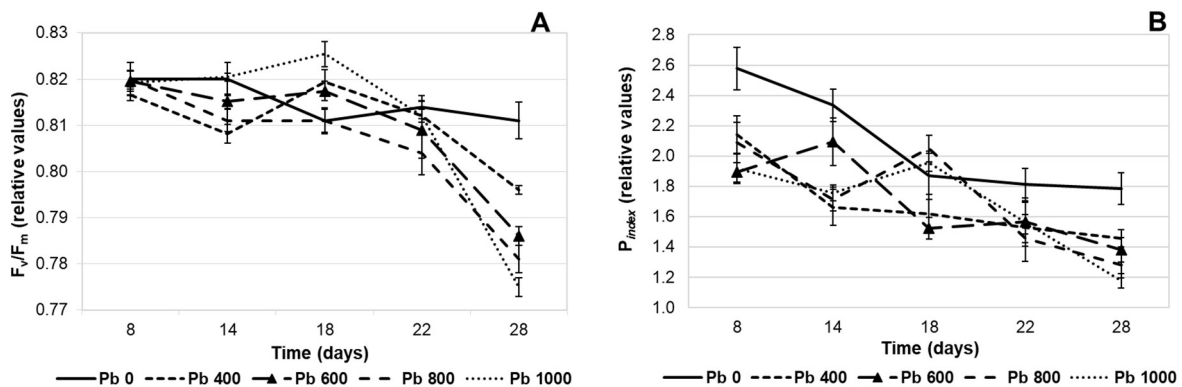 A
0.83
0.82
0.81
0.80
0.79
0.78
0.77
Fv/Fm (relative values)
8 14 18 22 28
Time (days)
Pb 0 Pb 400 Pb 600 Pb 800 Pb 1000
B
2.8
2.6
2.4
2.2
2.0
1.8
1.6
1.4
1.2
1.0
Pindex (relative values)
8 14 18 22 28
Time (days)
Pb 0 Pb 400 Pb 600 Pb 800 Pb 1000